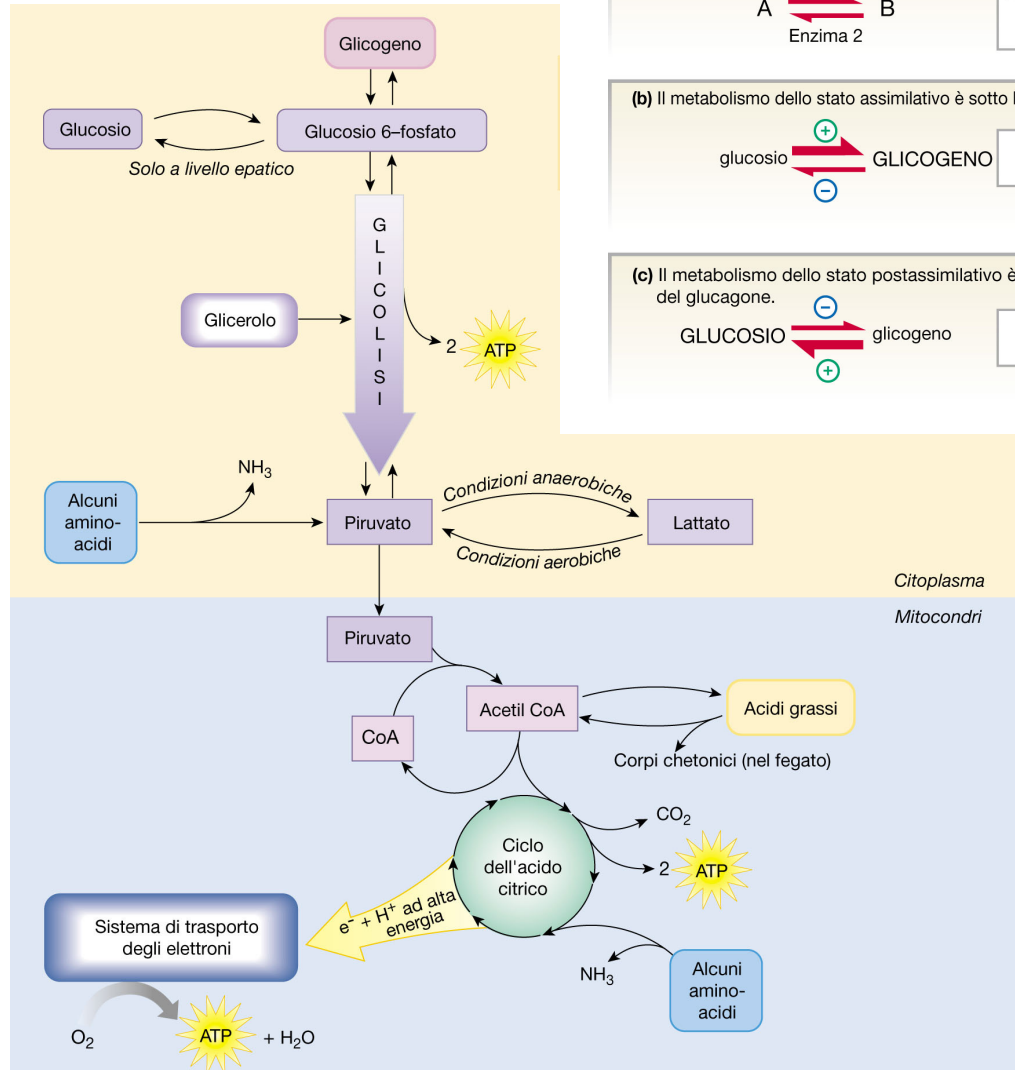 Glicogeno
Glucosio
Glucosio 6–fosfato
Solo a livello epatico
G
L
I
C
O
L
I
S
I
Glicerolo
2 ATP
NH3
Alcuni
amino-
acidi
Piruvato
Condizioni anaerobiche
Condizioni aerobiche
Lattato
Citoplasma
Mitocondri
Piruvato
CoA
Acetil CoA
Acidi grassi
Corpi chetonici (nel fegato)
Ciclo
dell'acido
citrico
CO2
2 ATP
e- + H+ ad alta
energia
Sistema di trasporto
degli elettroni
O2
ATP + H2O
NH3
Alcuni
amino-
acidi
A B
Enzima 2
(b) Il metabolismo dello stato assimilativo è sotto
+
glucosio GLICOGENO
−
(c) Il metabolismo dello stato postassimilativo è
del glucagone.
−
GLUCOSIO glicogeno
+